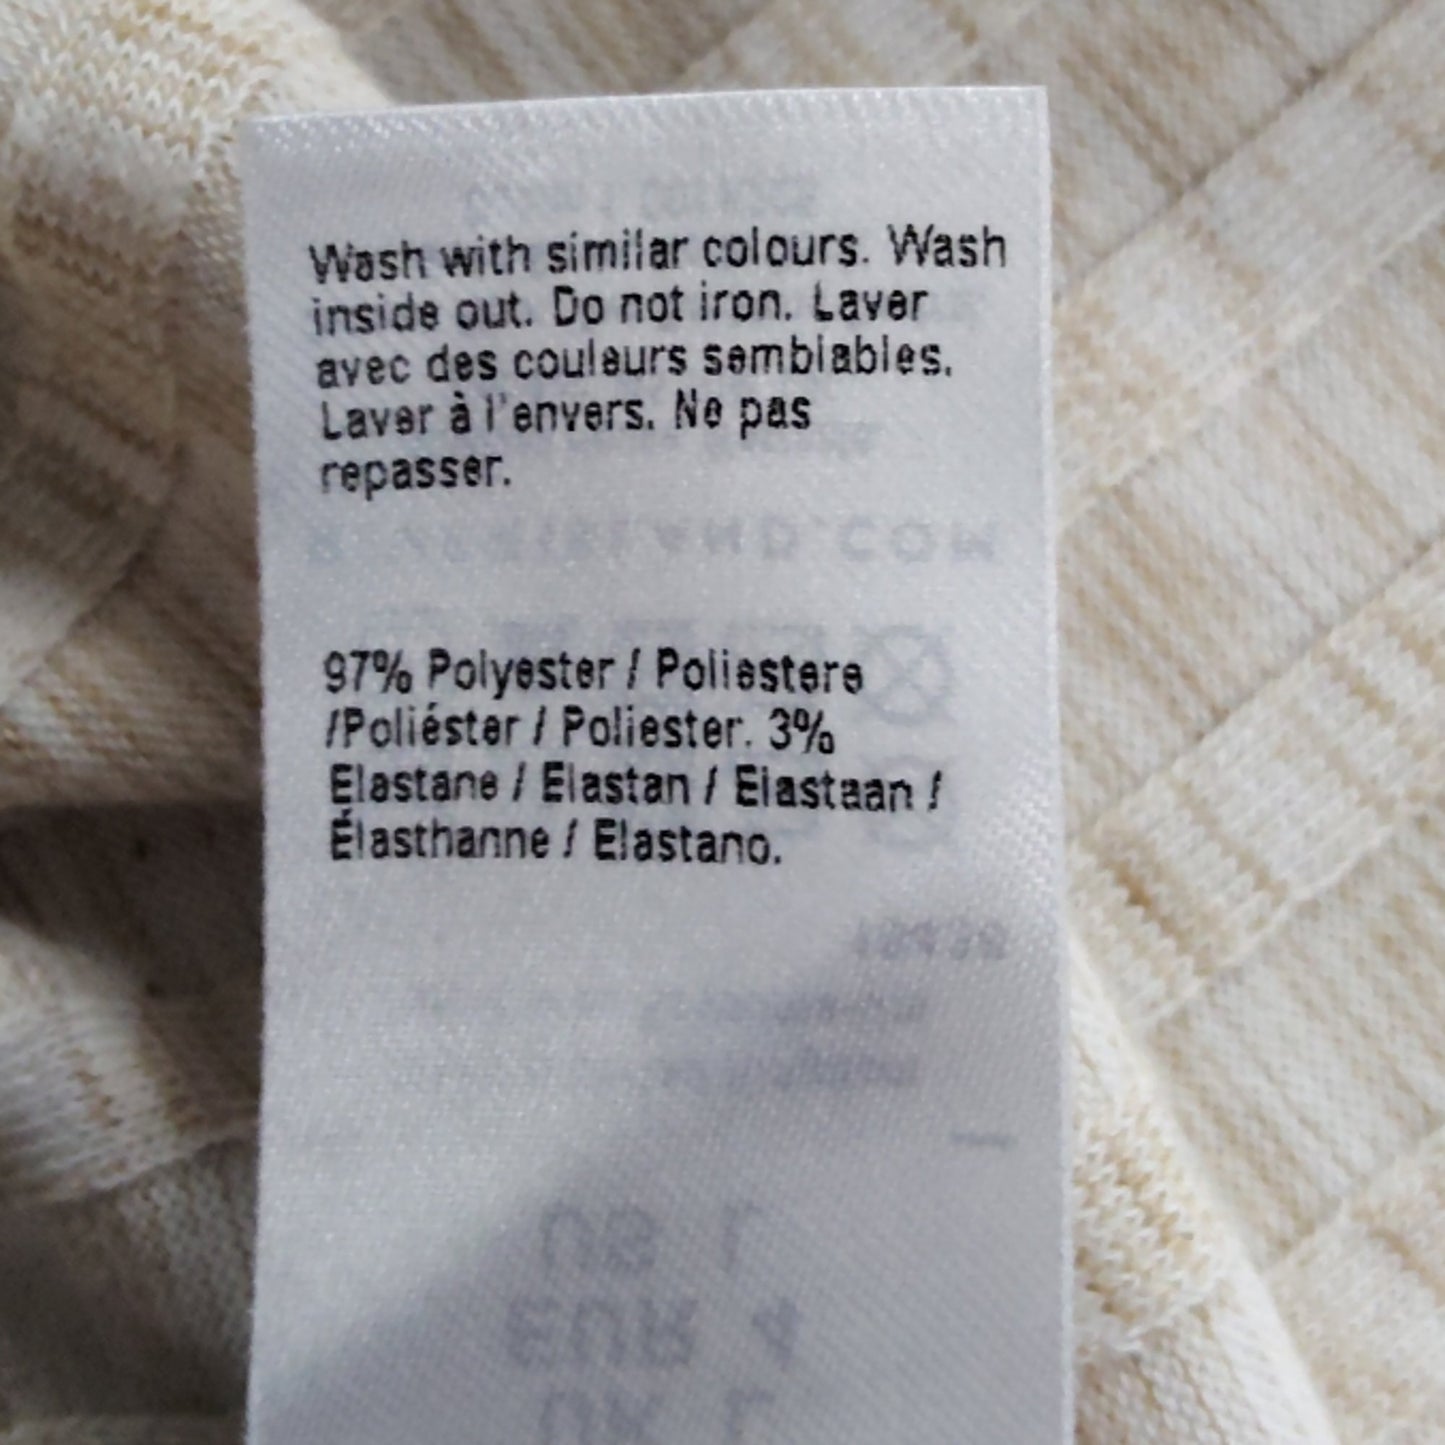 Wash with similar colours. Wash
inside out. Do not iron. Laver
avec des couleurs semblables.
Laver à l'envers. Ne pas
repasser.
97% Polyester / Poliestere
/Poliéster / Poliester. 3%
Elastane / Elastan / Elastaan /
Élasthanne / Elastano.